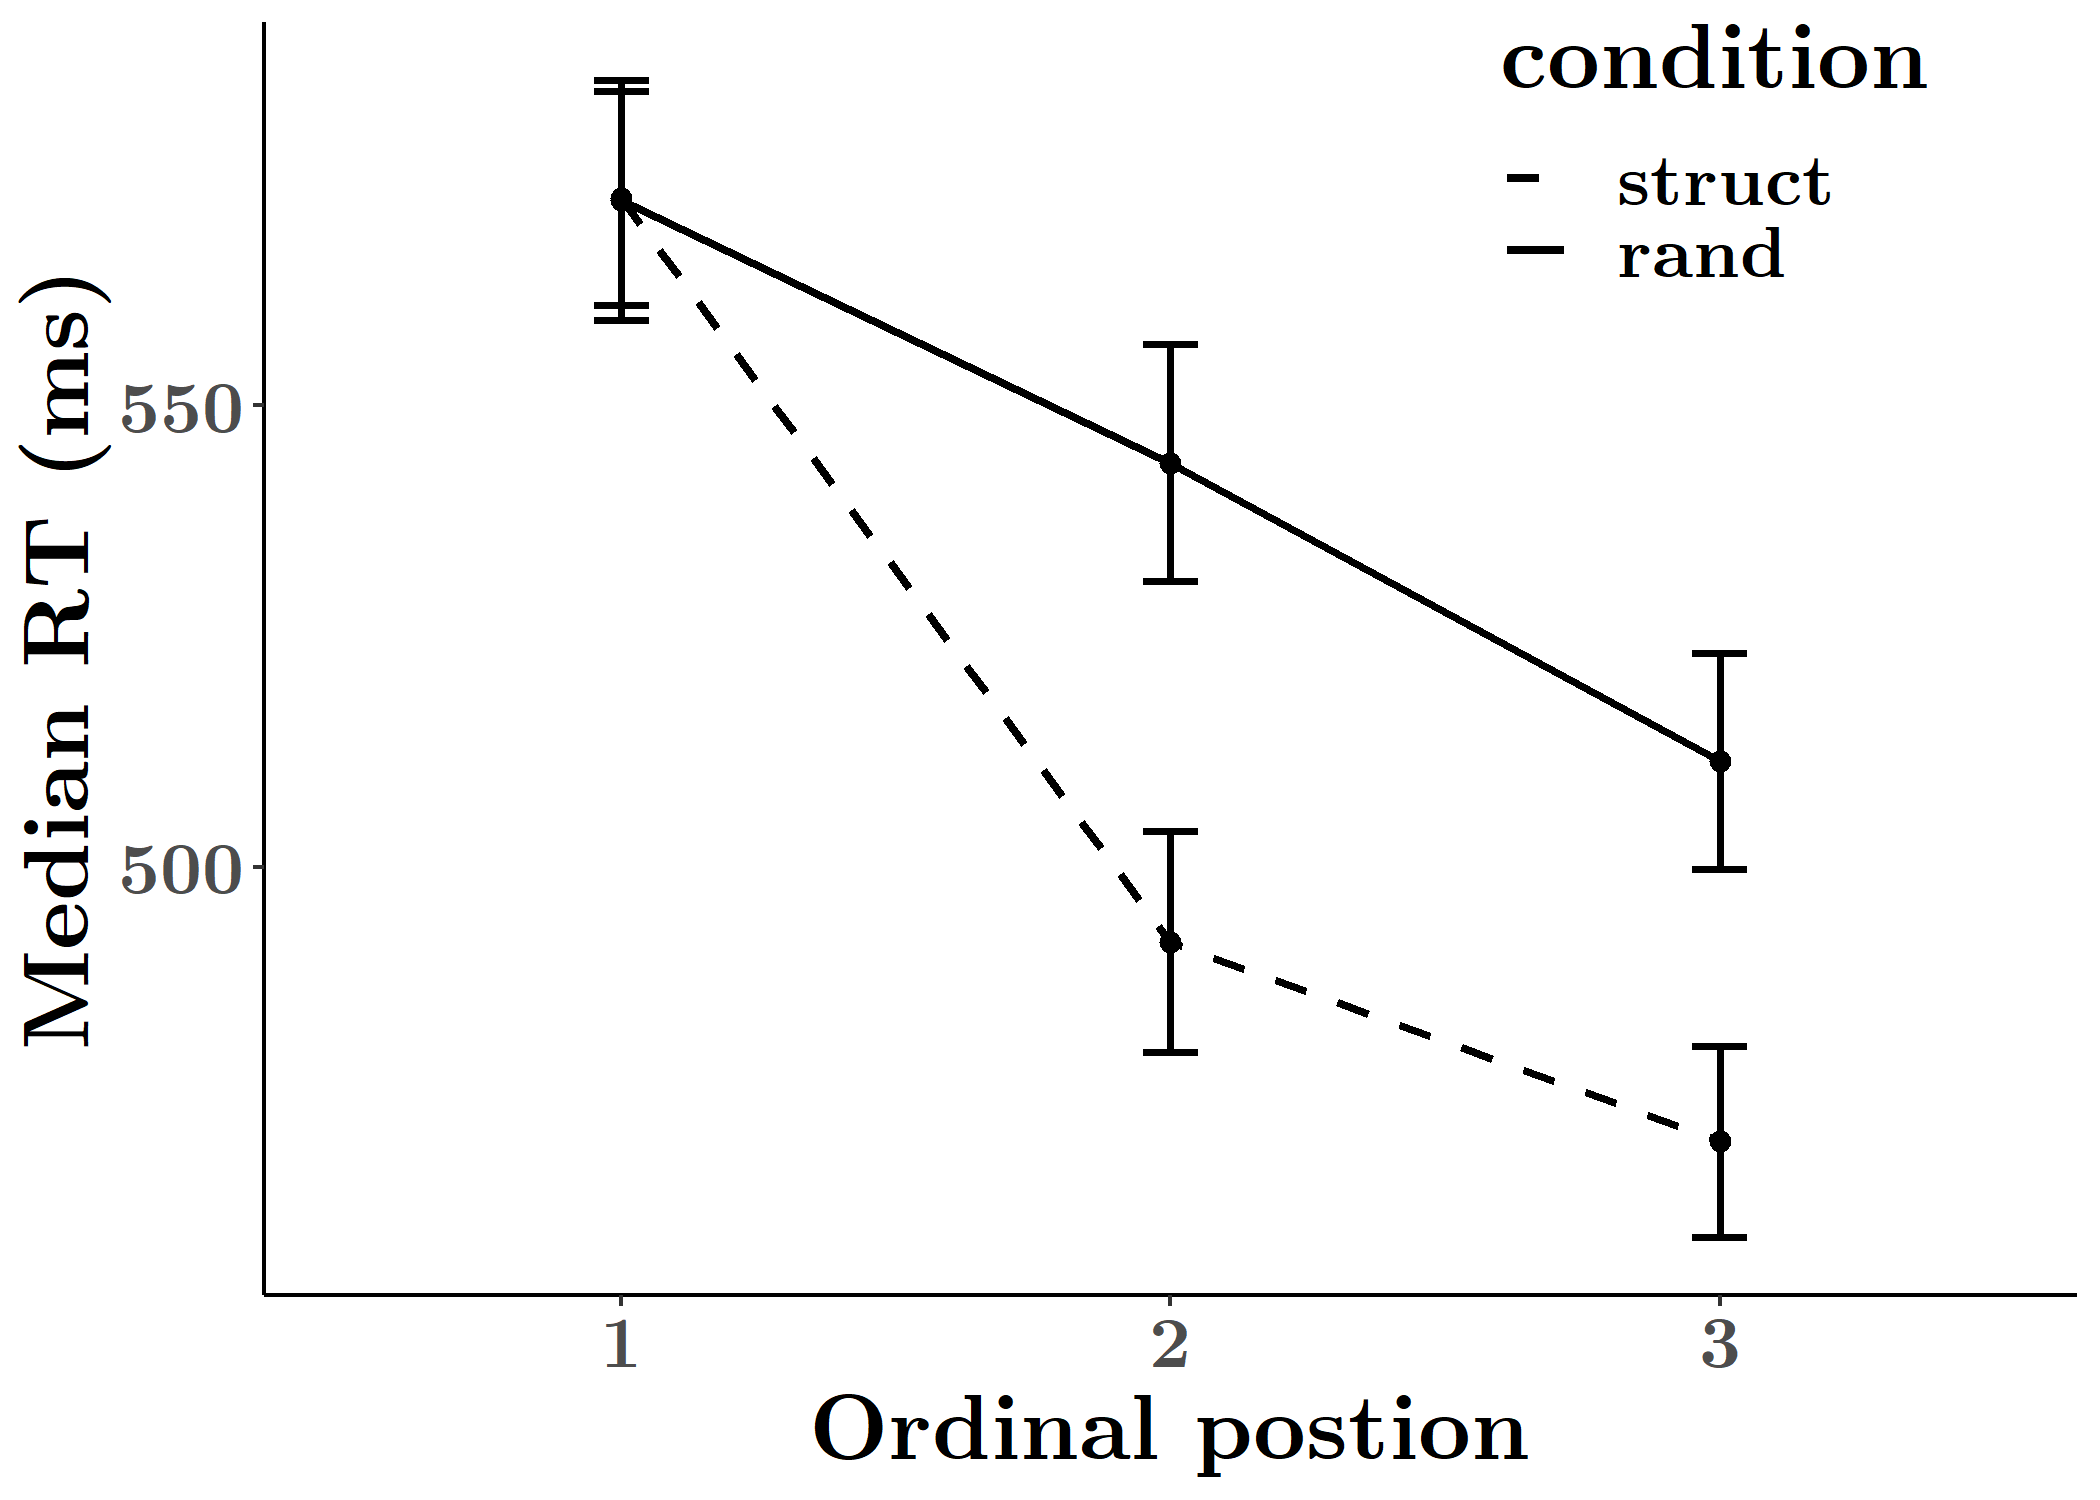 condition
struct
rand
Median RT (ms)
550
500
1 2 3
Ordinal postion